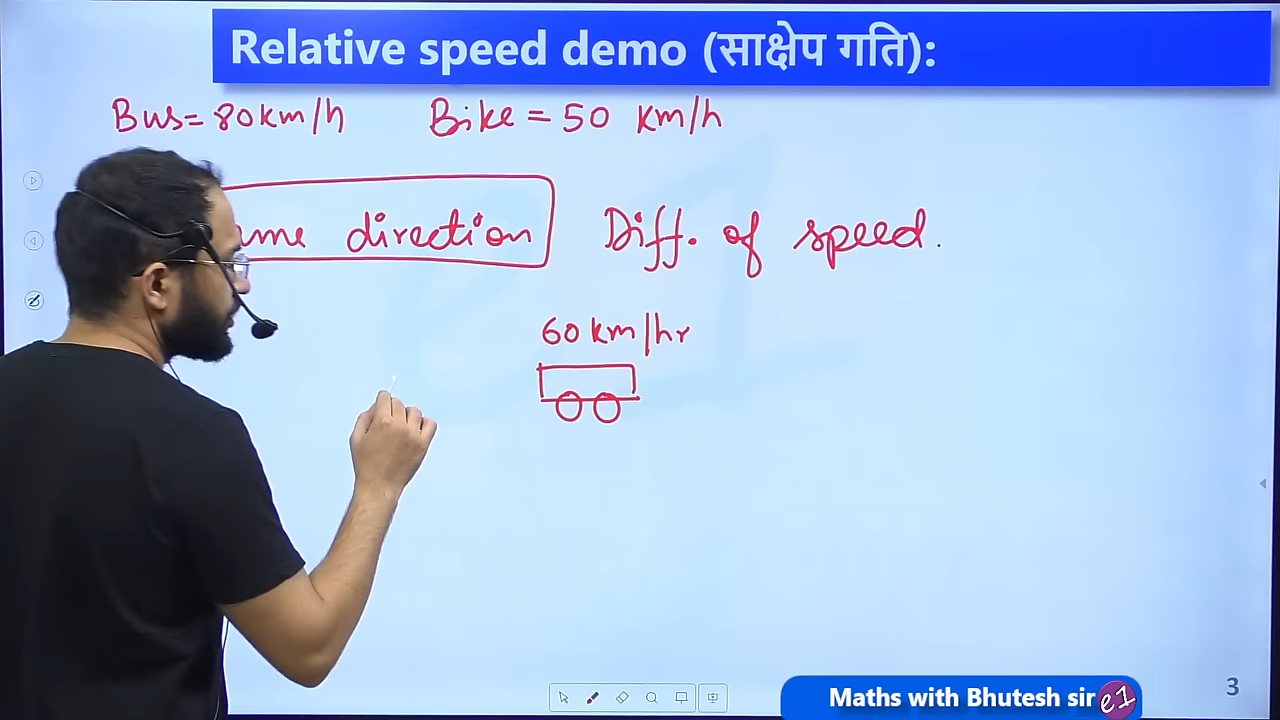 Relative speed demo (साक्षेप गति):
Bus = 80 km/h Bike = 50 km/h
direction Diff. of speed.
60 km/hr
Maths with Bhutesh sir e1
3